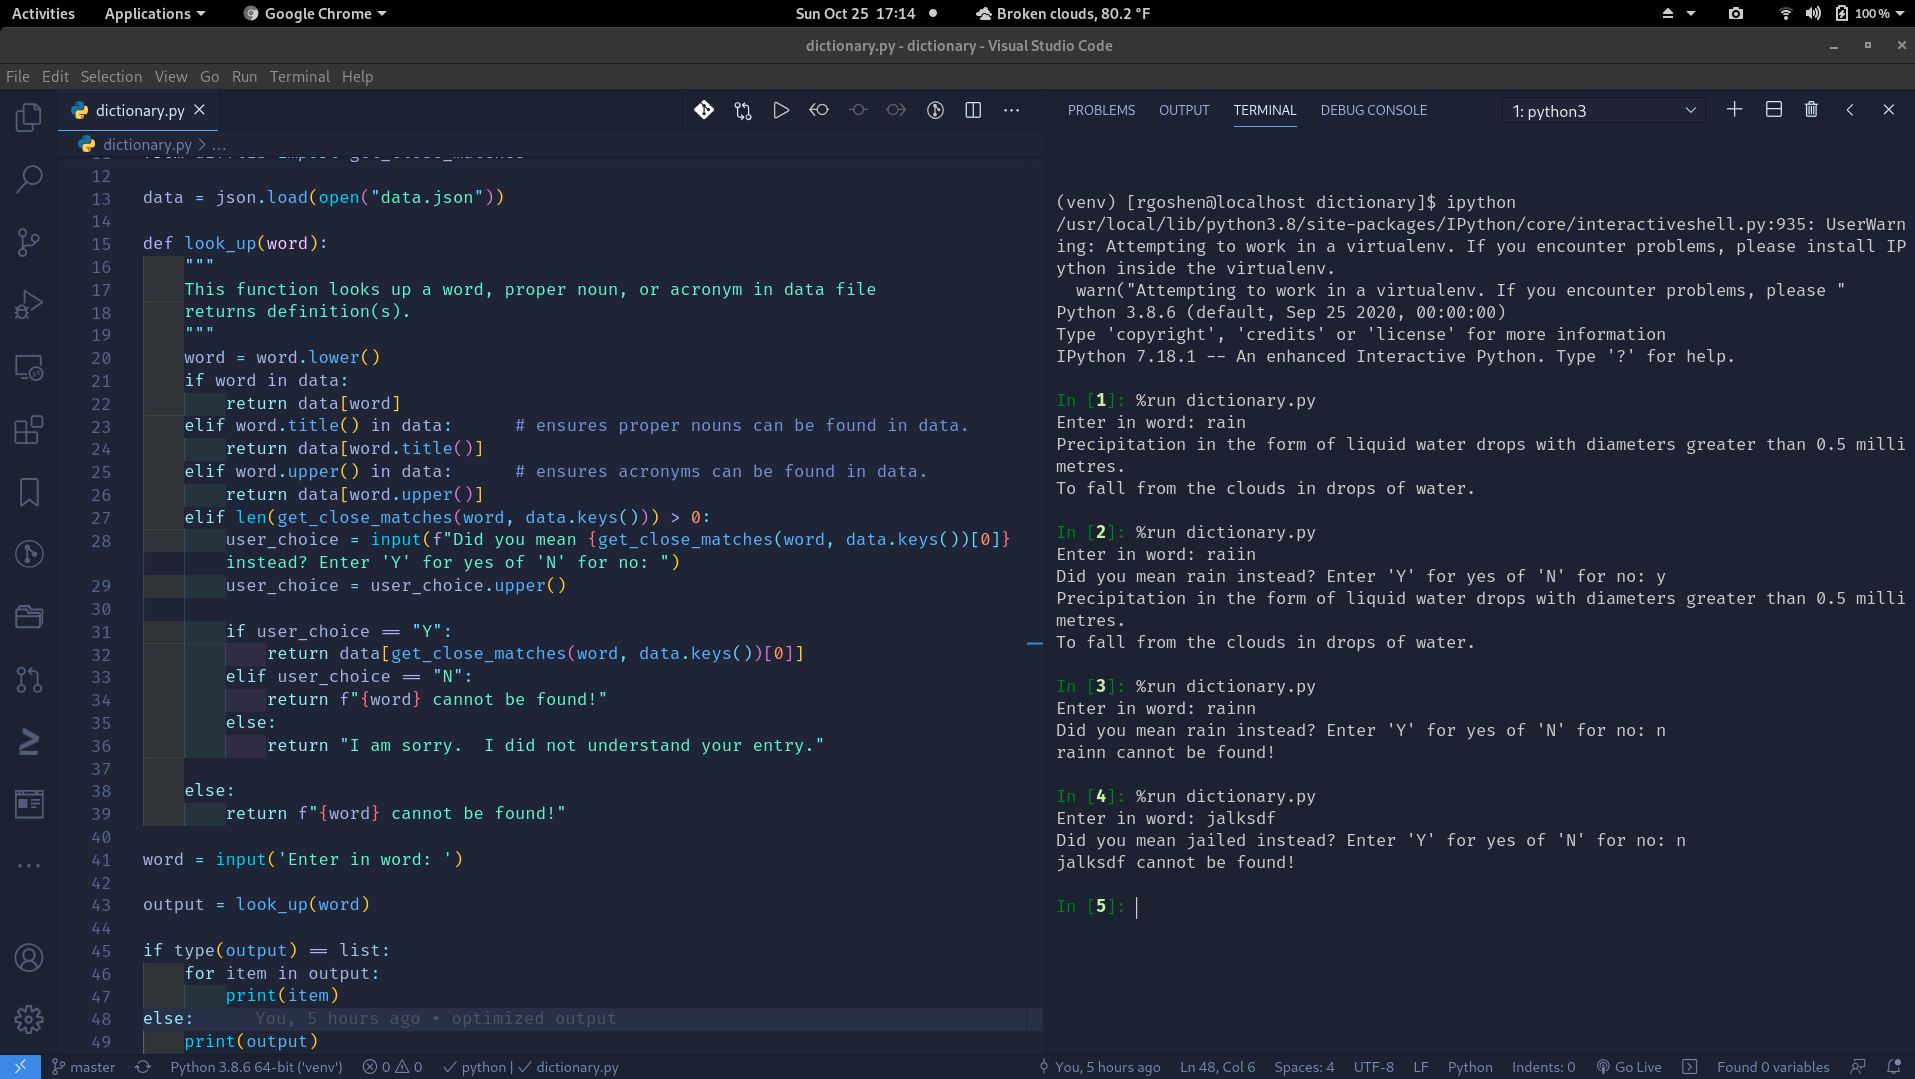 Activities Applications Google Chrome Sun Oct 25 17:14 Broken clouds, 80.2 °F 100 %
dictionary.py - dictionary - Visual Studio Code
File Edit Selection View Go Run Terminal Help
dictionary.py
dictionary.py > ...
11 from difflib import get_close_matches
12
13 data = json.load(open("data.json"))
14
15 def look_up(word):
16 """
17 This function looks up a word, proper noun, or acronym in data file
18 returns definition(s).
19 """
20 word = word.lower()
21 if word in data:
22 return data[word]
23 elif word.title() in data: # ensures proper nouns can be found in data.
24 return data[word.title()]
25 elif word.upper() in data: # ensures acronyms can be found in data.
26 return data[word.upper()]
27 elif len(get_close_matches(word, data.keys())) > 0:
28 user_choice = input(f"Did you mean {get_close_matches(word, data.keys())[0]}
instead? Enter 'Y' for yes of 'N' for no: ")
29 user_choice = user_choice.upper()
30
31 if user_choice == "Y":
32 return data[get_close_matches(word, data.keys())[0]]
33 elif user_choice == "N":
34 return f"{word} cannot be found!"
35 else:
36 return "I am sorry.  I did not understand your entry."
37
38 else:
39 return f"{word} cannot be found!"
40
41 word = input('Enter in word: ')
42
43 output = look_up(word)
44
45 if type(output) == list:
46 for item in output:
47 print(item)
48 else: You, 5 hours ago • optimized output
49 print(output)
PROBLEMS OUTPUT TERMINAL DEBUG CONSOLE 1: python3
(venv) [rgoshen@localhost dictionary]$ ipython
/usr/local/lib/python3.8/site-packages/IPython/core/interactiveshell.py:935: UserWarn
ing: Attempting to work in a virtualenv. If you encounter problems, please install IP
ython inside the virtualenv.
warn("Attempting to work in a virtualenv. If you encounter problems, please "
Python 3.8.6 (default, Sep 25 2020, 00:00:00)
Type 'copyright', 'credits' or 'license' for more information
IPython 7.18.1 -- An enhanced Interactive Python. Type '?' for help.
In [1]: %run dictionary.py
Enter in word: rain
Precipitation in the form of liquid water drops with diameters greater than 0.5 milli
metres.
To fall from the clouds in drops of water.
In [2]: %run dictionary.py
Enter in word: raiin
Did you mean rain instead? Enter 'Y' for yes of 'N' for no: y
Precipitation in the form of liquid water drops with diameters greater than 0.5 milli
metres.
To fall from the clouds in drops of water.
In [3]: %run dictionary.py
Enter in word: rainn
Did you mean rain instead? Enter 'Y' for yes of 'N' for no: n
rainn cannot be found!
In [4]: %run dictionary.py
Enter in word: jalksdf
Did you mean jailed instead? Enter 'Y' for yes of 'N' for no: n
jalksdf cannot be found!
In [5]:
master Python 3.8.6 64-bit ('venv') 0 0 python | dictionary.py You, 5 hours ago Ln 48, Col 6 Spaces: 4 UTF-8 LF Python Indents: 0 Go Live Found 0 variables